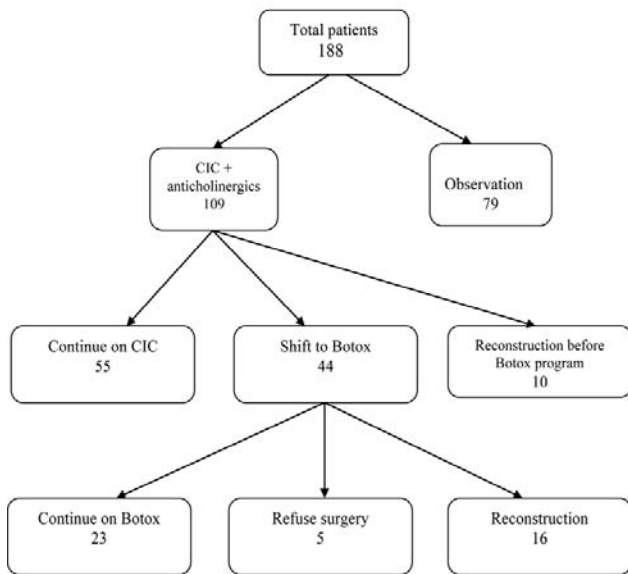 Total patients
188
CIC +
anticholinergics
109
Observation
79
Continue on CIC
55
Shift to Botox
44
Reconstruction before
Botox program
10
Continue on Botox
23
Refuse surgery
5
Reconstruction
16